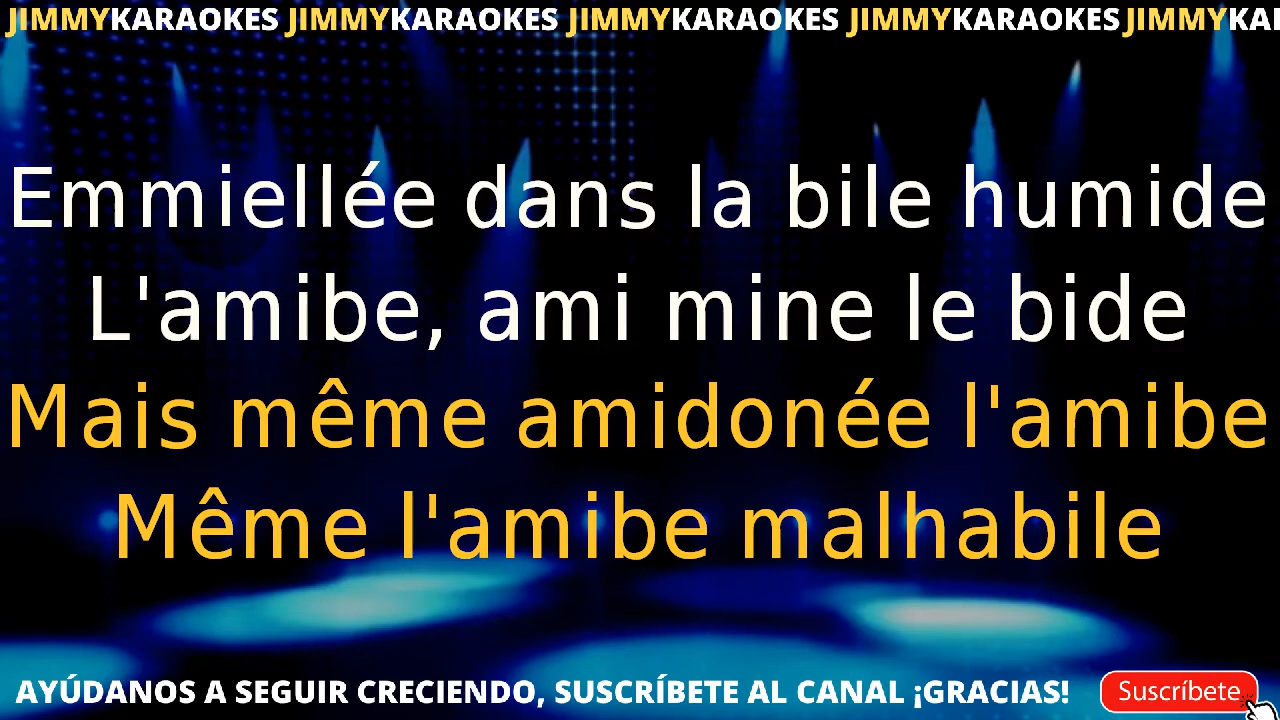 JIMMYKARAOKES JIMMYKARAOKES JIMMYKARAOKES JIMMYKARAOKES JIMMYKA
Emmiellée dans la bile humide
L'amibe, ami mine le bide
Mais même amidonée l'amibe
Même l'amibe malhabile
AYÚDANOS A SEGUIR CRECIENDO, SUSCRÍBETE AL CANAL ¡GRACIAS! Suscríbete